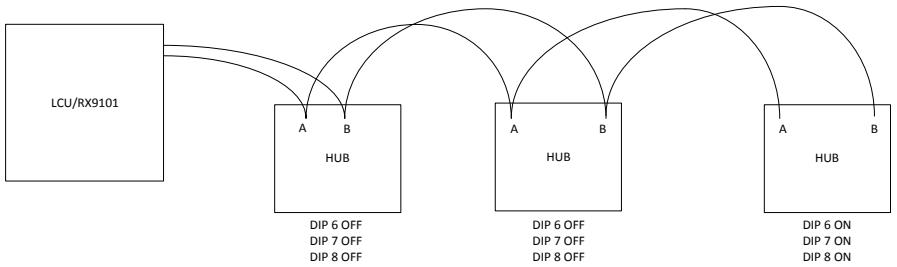 LCU/RX9101
A B
HUB
DIP 6 OFF
DIP 7 OFF
DIP 8 OFF
A B
HUB
DIP 6 OFF
DIP 7 OFF
DIP 8 OFF
A B
HUB
DIP 6 ON
DIP 7 ON
DIP 8 ON